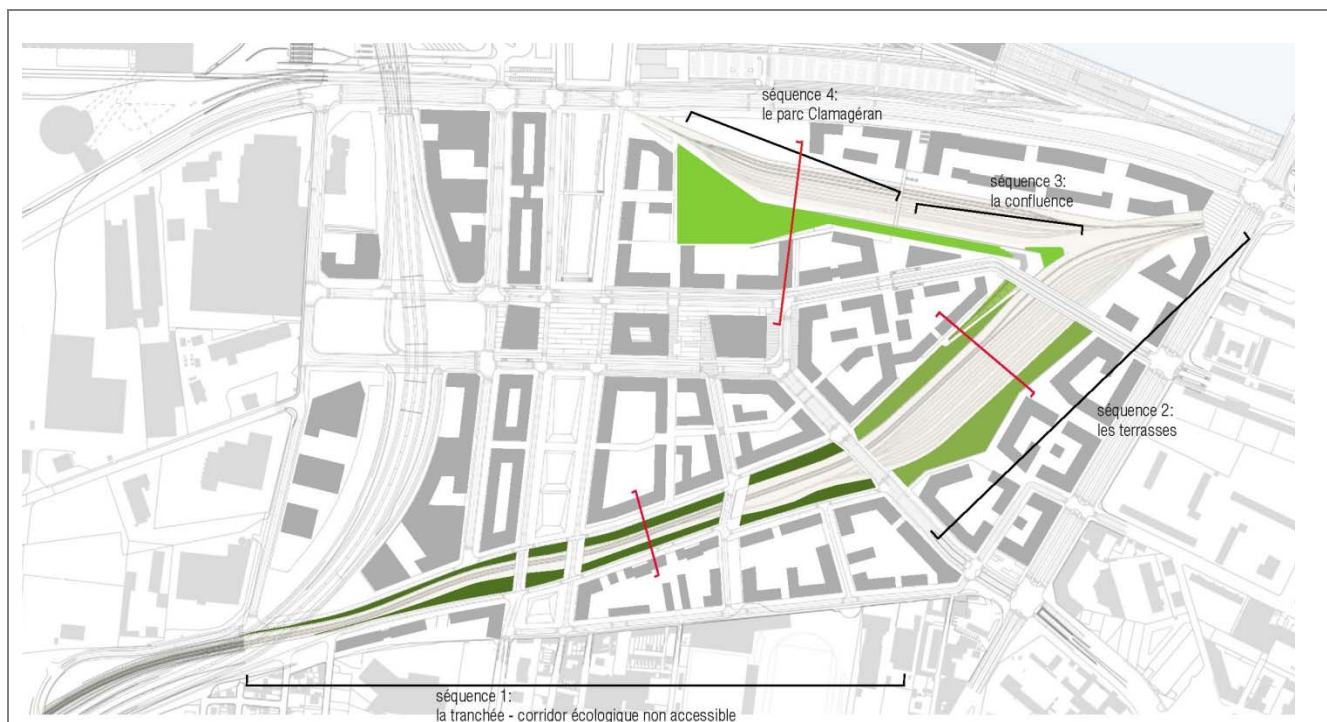 séquence 4:
le parc Clamagéran
séquence 3:
la confluence
séquence 2:
les terrasses
séquence 1:
la tranchée - corridor écologique non accessible